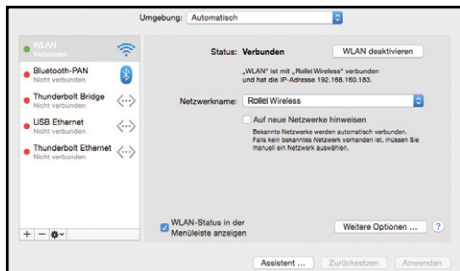 Umgebung: Automatisch
WLAN
Verbunden
Bluetooth-PAN
Nicht verbunden
Thunderbolt Bridge
Nicht verbunden
USB Ethernet
Nicht verbunden
Thunderbolt Ethernet
Nicht verbunden
Status: Verbunden
WLAN deaktivieren
„WLAN“ ist mit „Rollei Wireless“ verbunden
und hat die IP-Adresse 192.168.160.183.
Netzwerkname: Rollei Wireless
Auf neue Netzwerke hinweisen
Bekannte Netzwerke werden automatisch verbunden.
Falls kein bekanntes Netzwerk vorhanden ist, müssen Sie
manuell ein Netzwerk auswählen.
WLAN-Status in der
Menüleiste anzeigen
Weitere Optionen ... ?
Assistent ... Zurücksetzen Anwenden